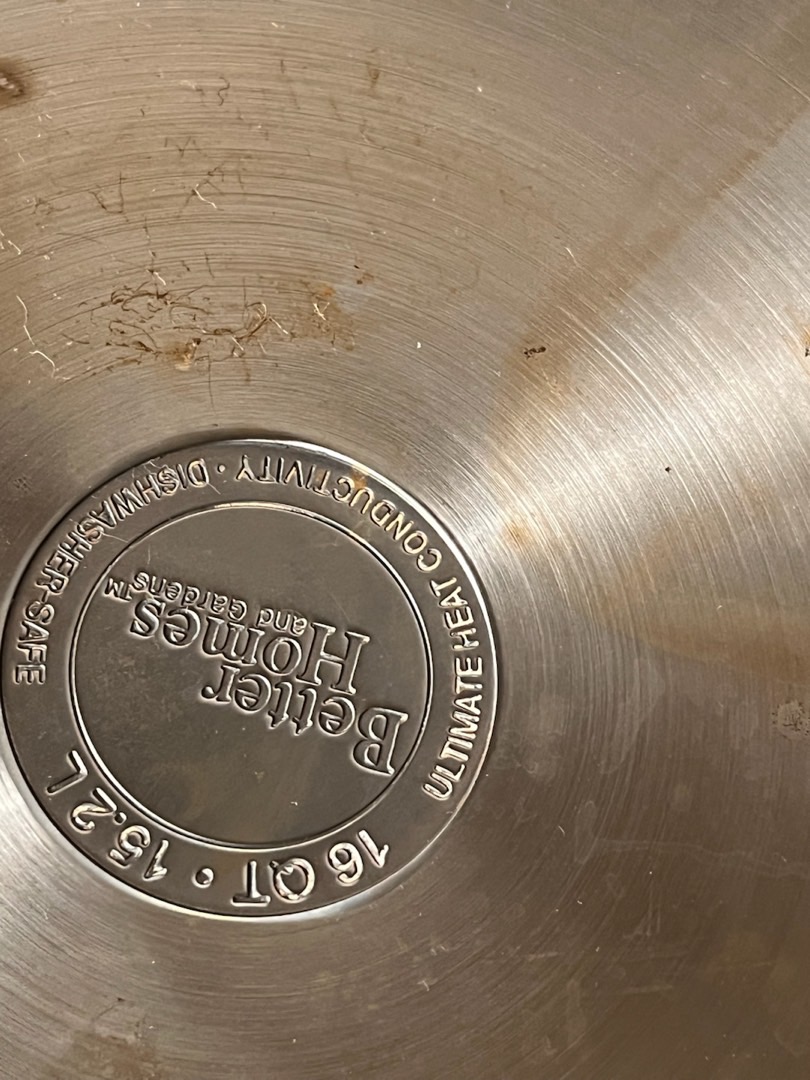 ULTIMATE HEAT CONDUCTIVITY · DISHWASHER-SAFE
Better
Homes
and Gardens™
16 QT • 15.2 L